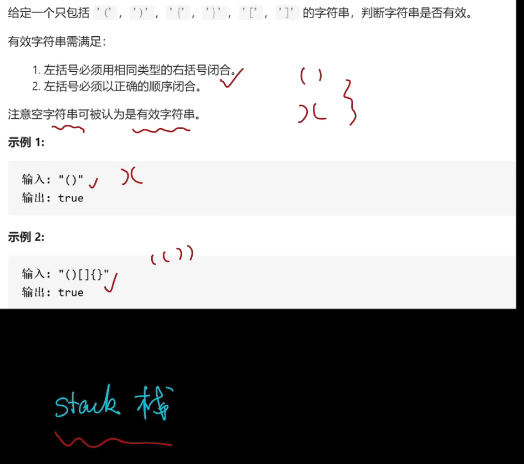 给定一个只包括 '(', ')', '{', '}', '[', ']' 的字符串，判断字符串是否有效。
有效字符串需满足：
1. 左括号必须用相同类型的右括号闭合。
2. 左括号必须以正确的顺序闭合。
( )
)( }
注意空字符串可被认为是有效字符串。
示例 1:
输入: "()"
)(
输出: true
示例 2:
(())
输入: "()[]{}"
输出: true
stack 栈